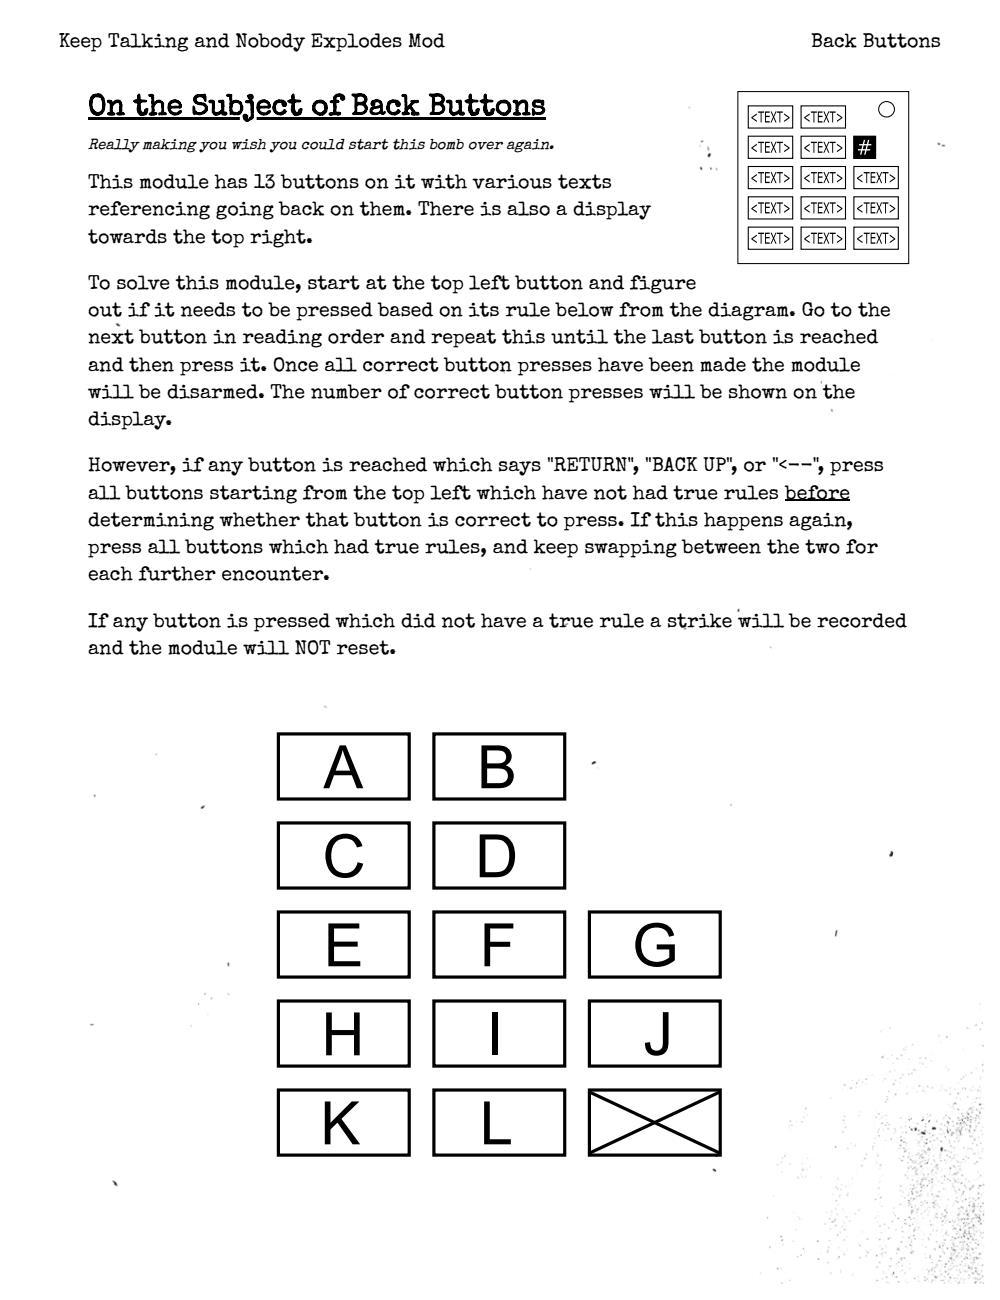 Keep Talking and Nobody Explodes Mod Back Buttons
On the Subject of Back Buttons
Really making you wish you could start this bomb over again.
This module has 13 buttons on it with various texts
referencing going back on them. There is also a display
towards the top right.
<TEXT> <TEXT>
<TEXT> <TEXT> #
<TEXT> <TEXT> <TEXT>
<TEXT> <TEXT> <TEXT>
<TEXT> <TEXT> <TEXT>
To solve this module, start at the top left button and figure
out if it needs to be pressed based on its rule below from the diagram. Go to the
next button in reading order and repeat this until the last button is reached
and then press it. Once all correct button presses have been made the module
will be disarmed. The number of correct button presses will be shown on the
display.
However, if any button is reached which says "RETURN", "BACK UP", or "<--", press
all buttons starting from the top left which have not had true rules before
determining whether that button is correct to press. If this happens again,
press all buttons which had true rules, and keep swapping between the two for
each further encounter.
If any button is pressed which did not have a true rule a strike will be recorded
and the module will NOT reset.
A B
C D
E F G
H I J
K L